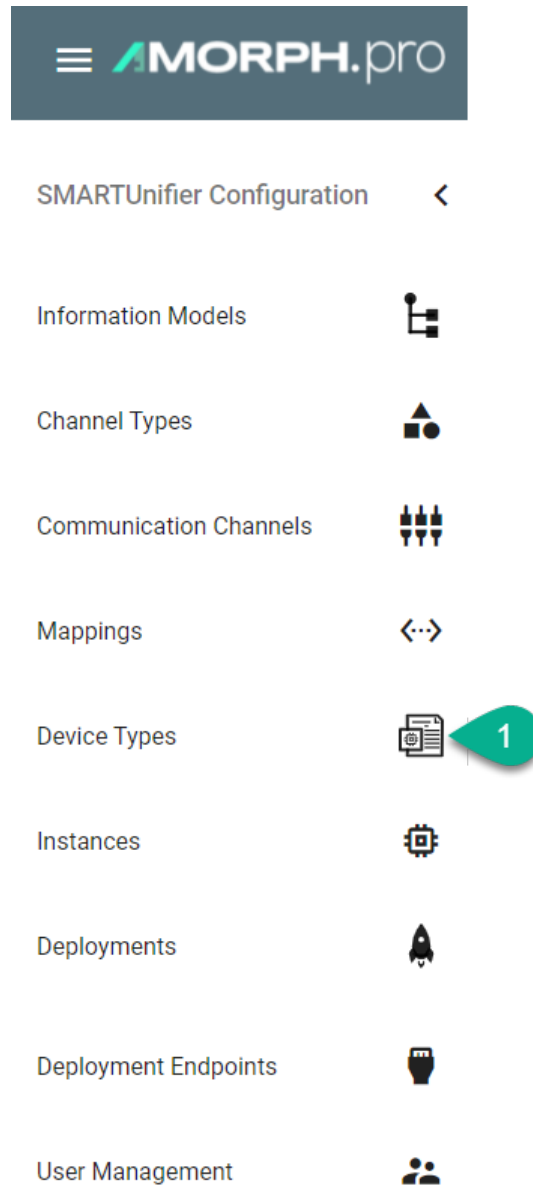 AMORPH.pro
SMARTUnifier Configuration
Information Models
Channel Types
Communication Channels
Mappings
Device Types
1
Instances
Deployments
Deployment Endpoints
User Management